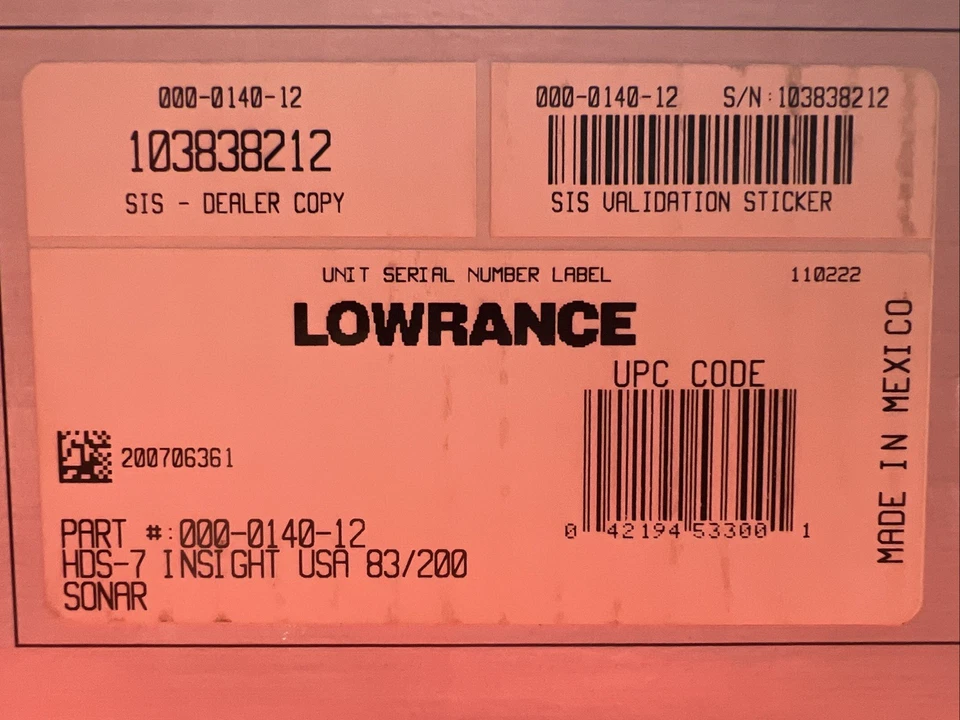 000-0140-12
103838212
SIS - DEALER COPY
000-0140-12 S/N:103838212
SIS VALIDATION STICKER
UNIT SERIAL NUMBER LABEL 110222
LOWRANCE
UPC CODE
0 42194 53300 1
MADE IN MEXICO
200706361
PART #:000-0140-12
HDS-7 INSIGHT USA 83/200
SONAR